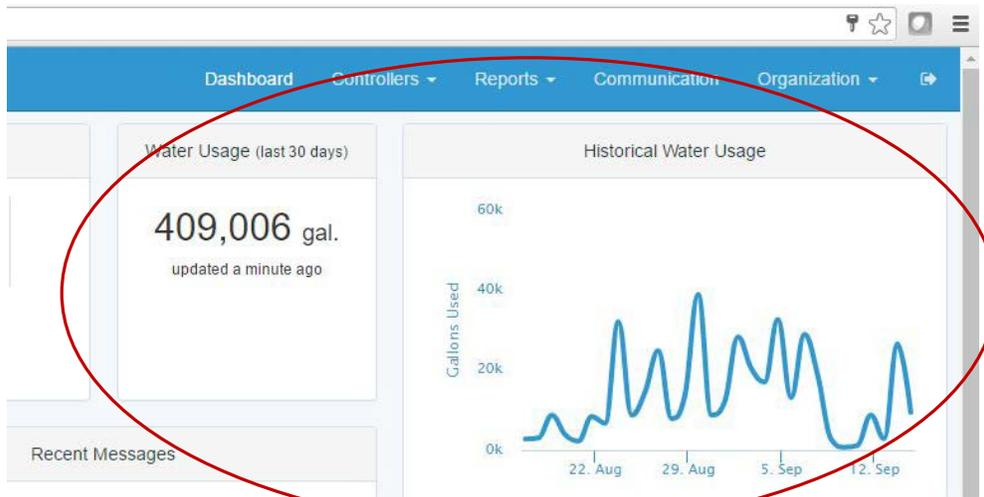 Dashboard Controllers Reports Communication Organization
Water Usage (last 30 days)
409,006 gal.
updated a minute ago
Historical Water Usage
60k
40k
20k
0k
Gallons Used
22. Aug 29. Aug 5. Sep 12. Sep
Recent Messages